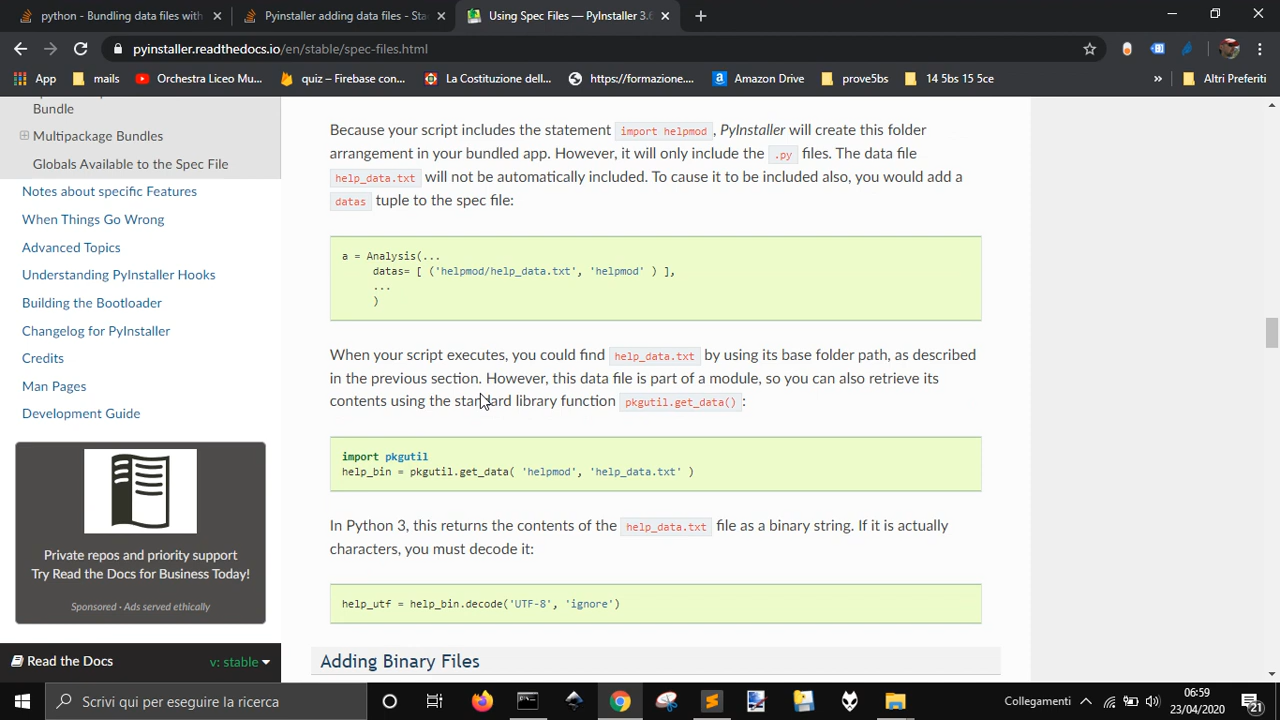 python - Bundling data files with
Pyinstaller adding data files - Sta
Using Spec Files — PyInstaller 3.6
pyinstaller.readthedocs.io/en/stable/spec-files.html
App
mails
Orchestra Liceo Mu...
quiz – Firebase con...
La Costituzione dell...
https://formazione....
Amazon Drive
prove5bs
14 5bs 15 5ce
»
Altri Preferiti
Bundle
Multipackage Bundles
Globals Available to the Spec File
Notes about specific Features
When Things Go Wrong
Advanced Topics
Understanding PyInstaller Hooks
Building the Bootloader
Changelog for PyInstaller
Credits
Man Pages
Development Guide
Private repos and priority support
Try Read the Docs for Business Today!
Sponsored · Ads served ethically
Read the Docs
v: stable
Because your script includes the statement import helpmod, PyInstaller will create this folder
arrangement in your bundled app. However, it will only include the .py files. The data file
help_data.txt will not be automatically included. To cause it to be included also, you would add a
datas tuple to the spec file:
a = Analysis(...
datas= [ ('helpmod/help_data.txt', 'helpmod' ) ],
...
)
When your script executes, you could find help_data.txt by using its base folder path, as described
in the previous section. However, this data file is part of a module, so you can also retrieve its
contents using the standard library function pkgutil.get_data() :
import pkgutil
help_bin = pkgutil.get_data( 'helpmod', 'help_data.txt' )
In Python 3, this returns the contents of the help_data.txt file as a binary string. If it is actually
characters, you must decode it:
help_utf = help_bin.decode('UTF-8', 'ignore')
Adding Binary Files
Scrivi qui per eseguire la ricerca
Collegamenti
06:59
23/04/2020
21